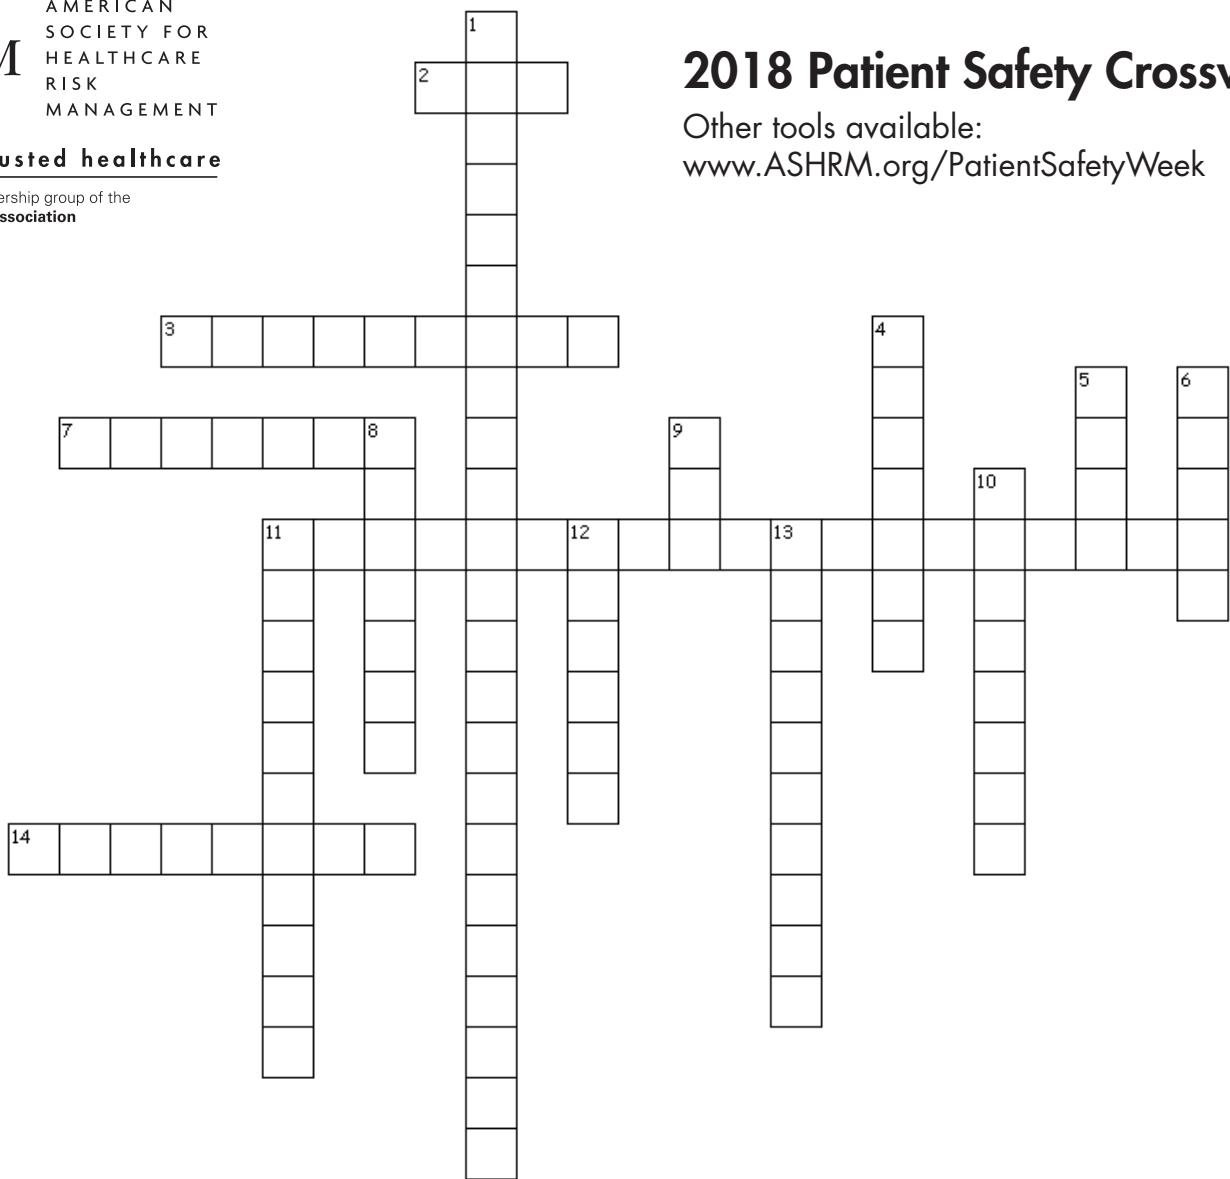 AMERICAN
SOCIETY FOR
HEALTHCARE
RISK
MANAGEMENT
usted healthcare
ership group of the
ssociation
2018 Patient Safety Crossw
Other tools available:
www.ASHRM.org/PatientSafetyWeek
1
2
3
4
5
6
7
8
9
10
11
12
13
14